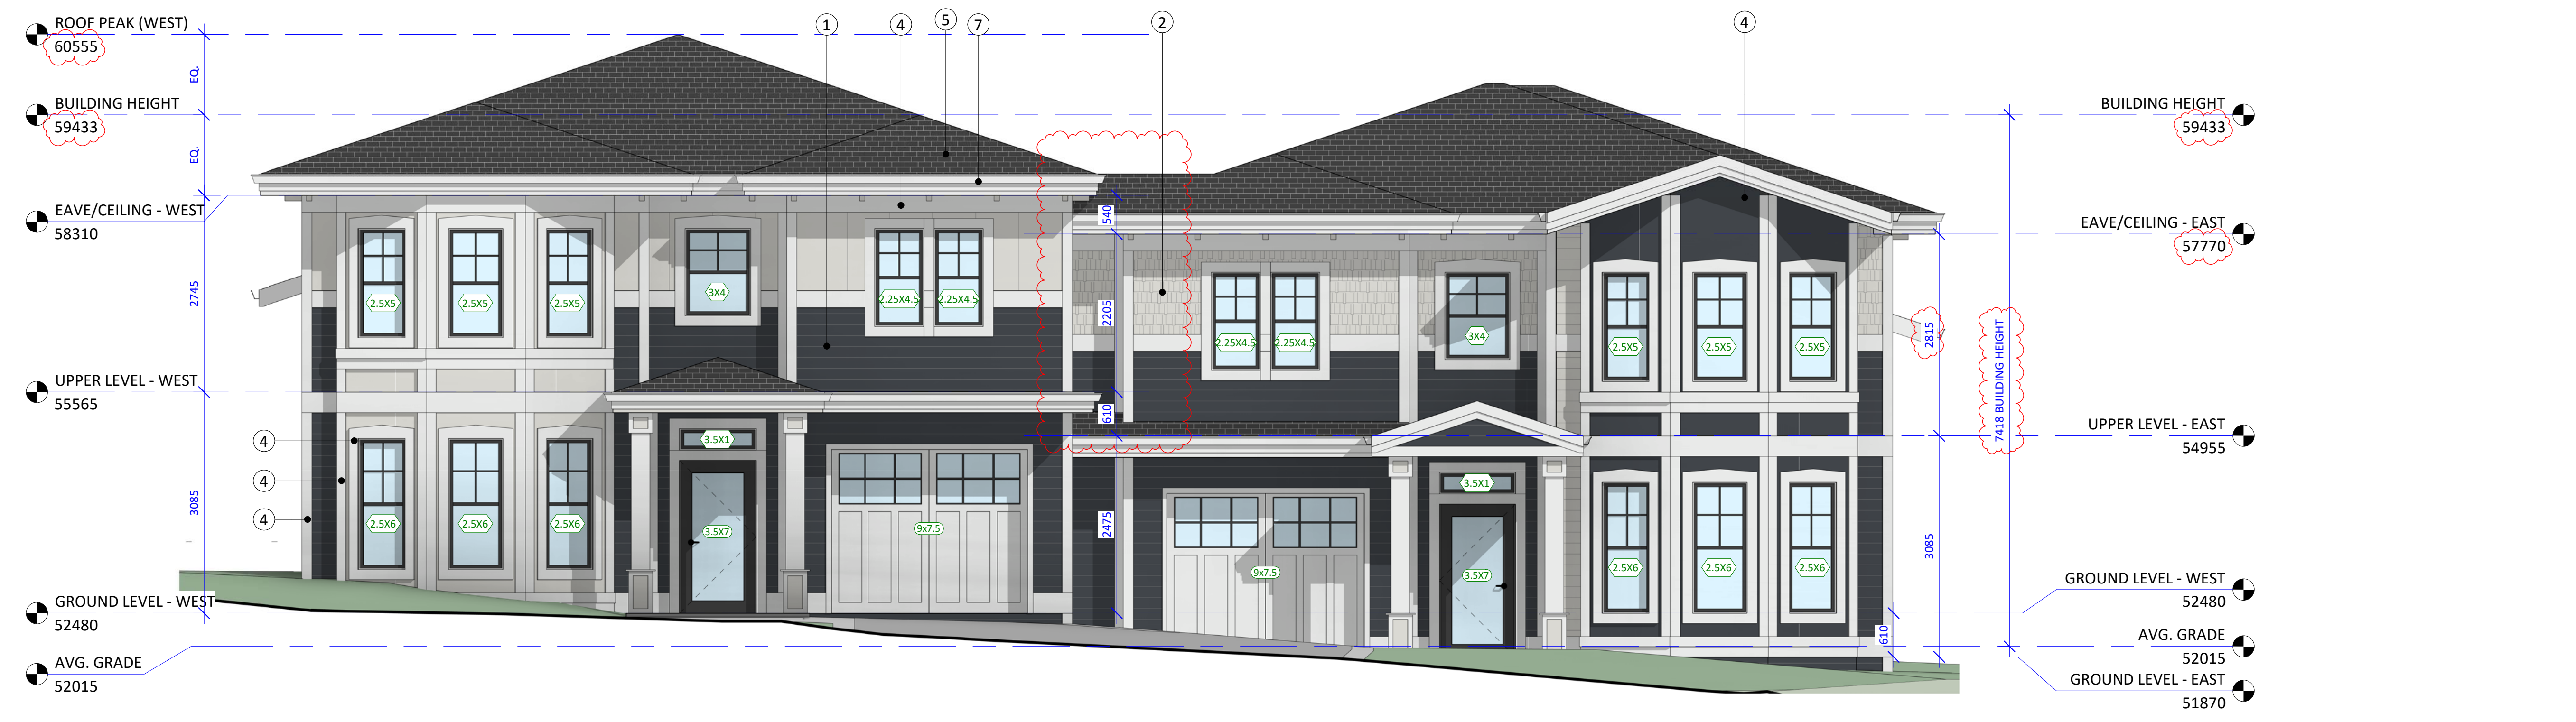 ROOF PEAK (WEST)
60555
BUILDING HEIGHT
59433
EAVE/CEILING - WEST
58310
UPPER LEVEL - WEST
55565
GROUND LEVEL - WEST
52480
AVG. GRADE
52015
EQ.
EQ.
2745
3085
1
4
5
7
2
4
4
4
4
2.5X5
2.5X5
2.5X5
3X4
2.25X4.5
2.25X4.5
2.5X6
2.5X6
2.5X6
3.5X1
3.5X7
9x7.5
540
2205
610
2475
2.25X4.5
2.25X4.5
3X4
2.5X5
2.5X5
2.5X5
9x7.5
3.5X1
3.5X7
2.5X6
2.5X6
2.5X6
610
2815
3085
7418 BUILDING HEIGHT
BUILDING HEIGHT
59433
EAVE/CEILING - EAST
57770
UPPER LEVEL - EAST
54955
GROUND LEVEL - WEST
52480
AVG. GRADE
52015
GROUND LEVEL - EAST
51870